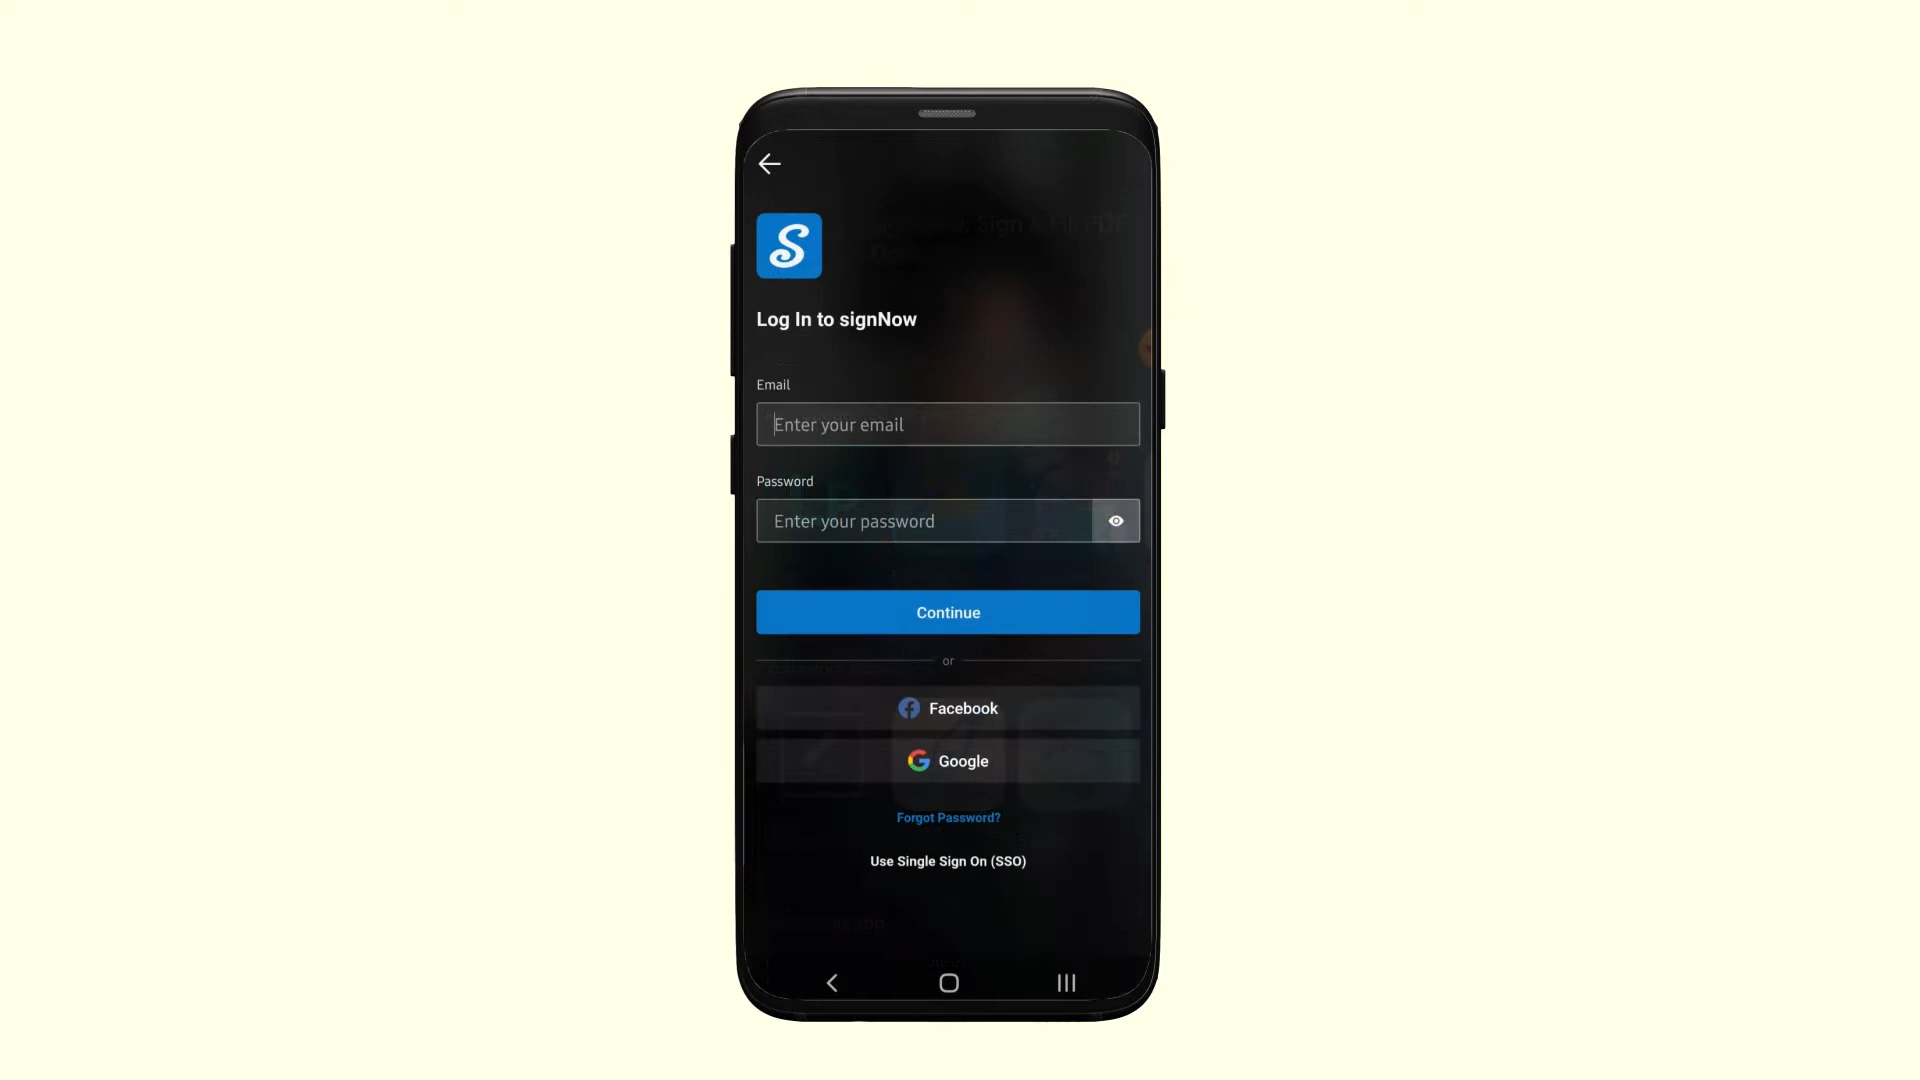 Log In to signNow
Email
Enter your email
Password
Enter your password
Continue
or
Facebook
Google
Forgot Password?
Use Single Sign On (SSO)